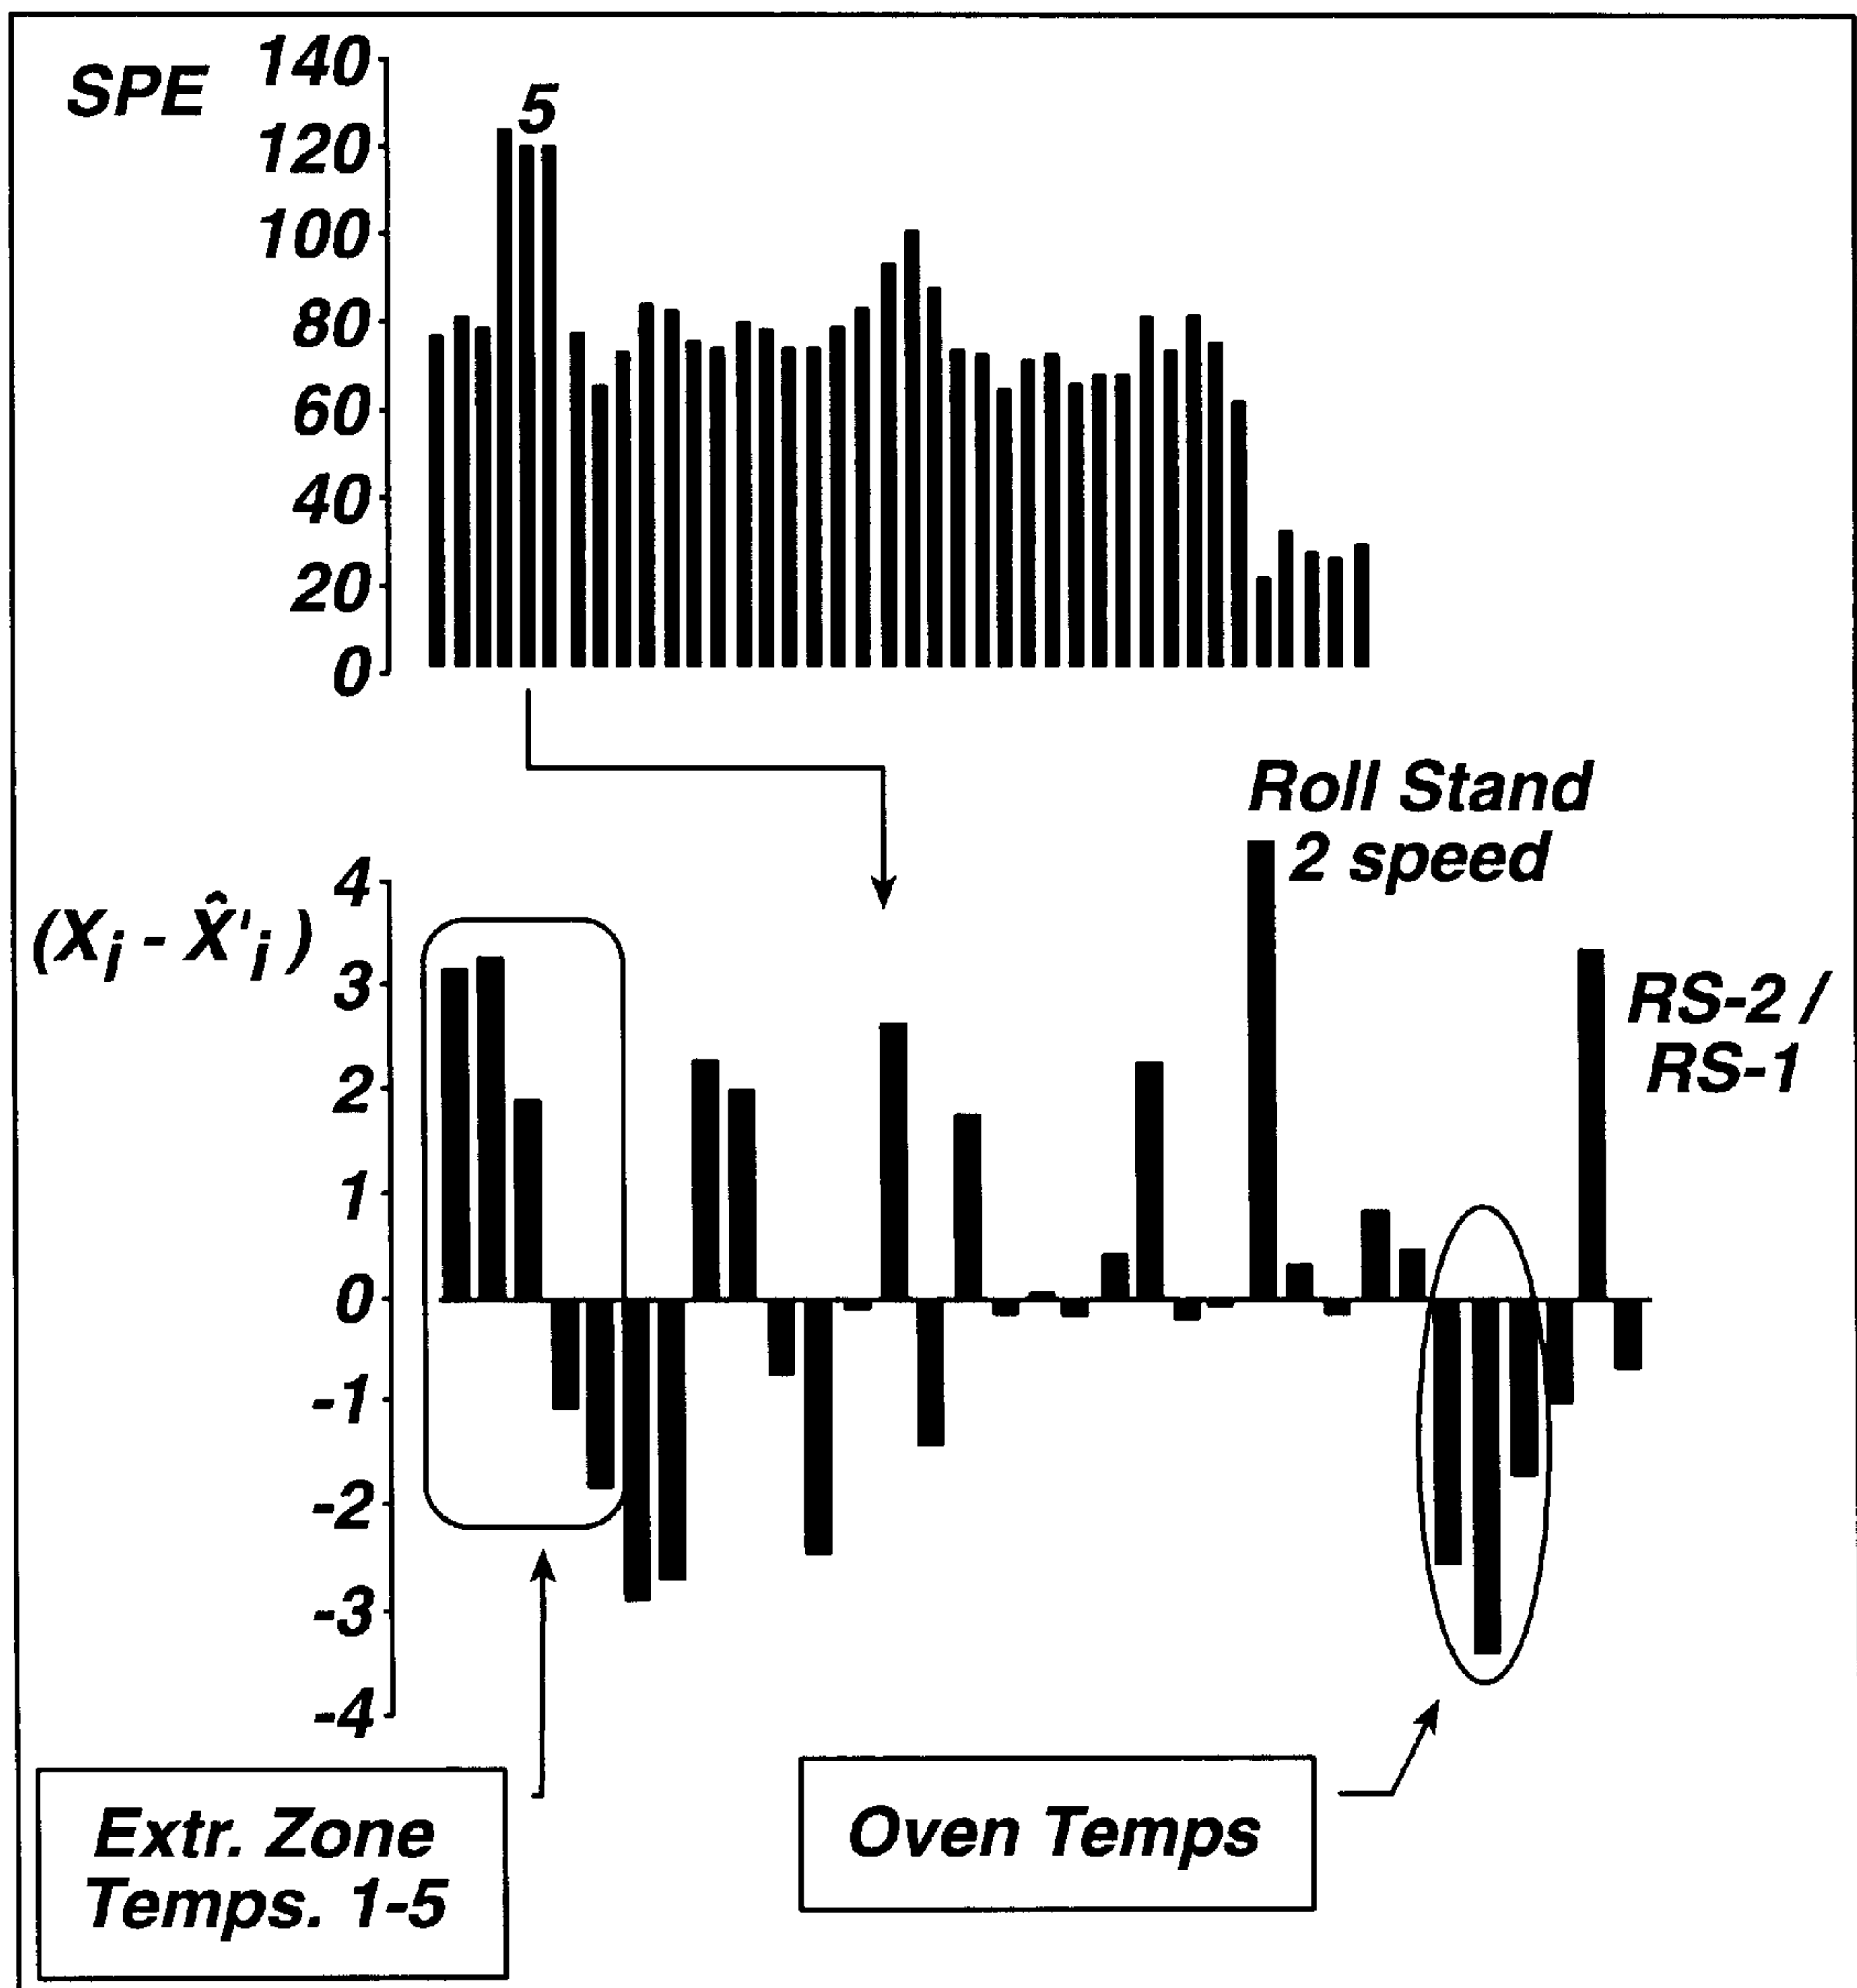 SPE
140
5
120
100
80
60
40
20
0
Roll Stand
2 speed
4
(Xi - X̂'i )
3
RS-2 /
RS-1
2
1
0
-1
-2
-3
-4
Extr. Zone
Temps. 1-5
Oven Temps